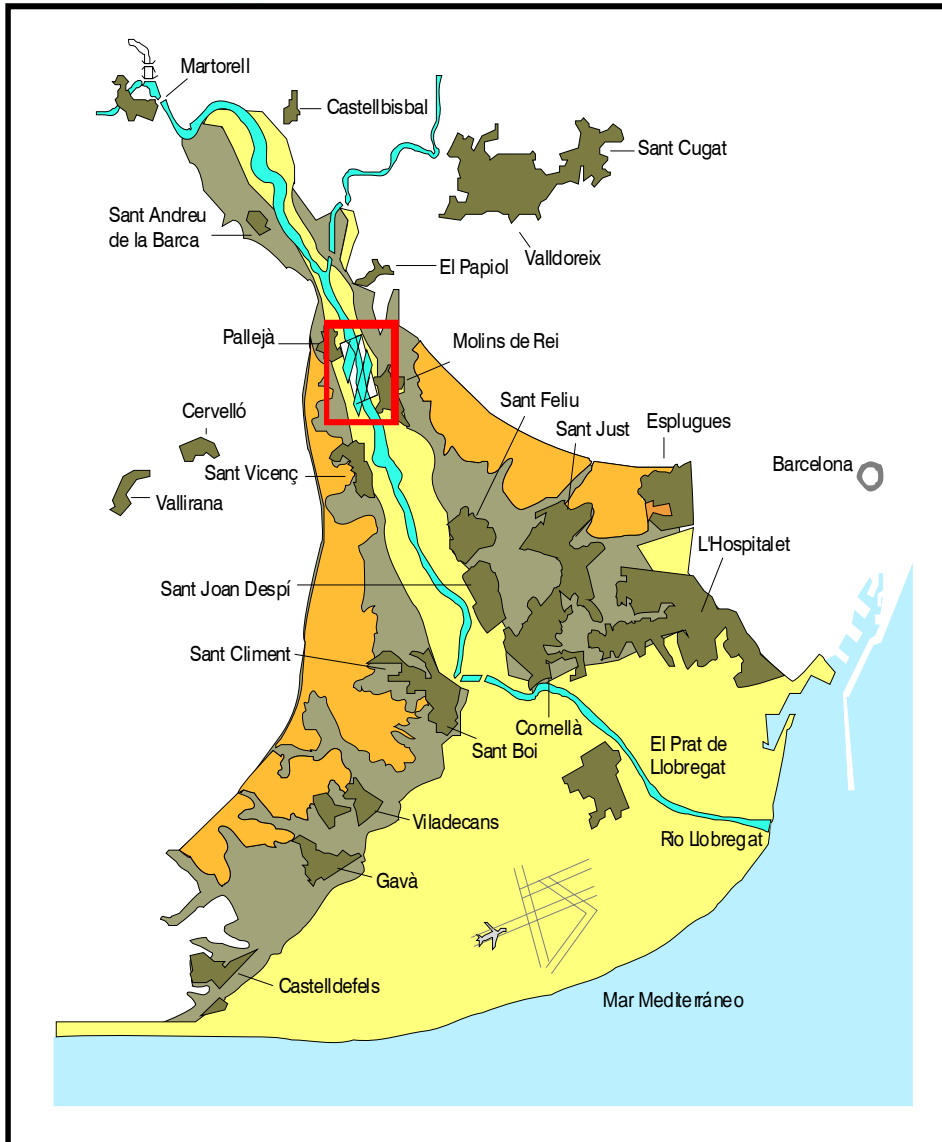 Martorell
Castellbisbal
Sant Cugat
Sant Andreu
de la Barca
Valldoreix
El Papiol
Pallejà
Molins de Rei
Sant Feliu
Cervelló
Sant Just
Esplugues
Barcelona
Sant Vicenç
Vallirana
L'Hospitalet
Sant Joan Despí
Sant Climent
Cornellà
Sant Boi
El Prat de
Llobregat
Viladecans
Río Llobregat
Gavà
Castelldefels
Mar Mediterráneo